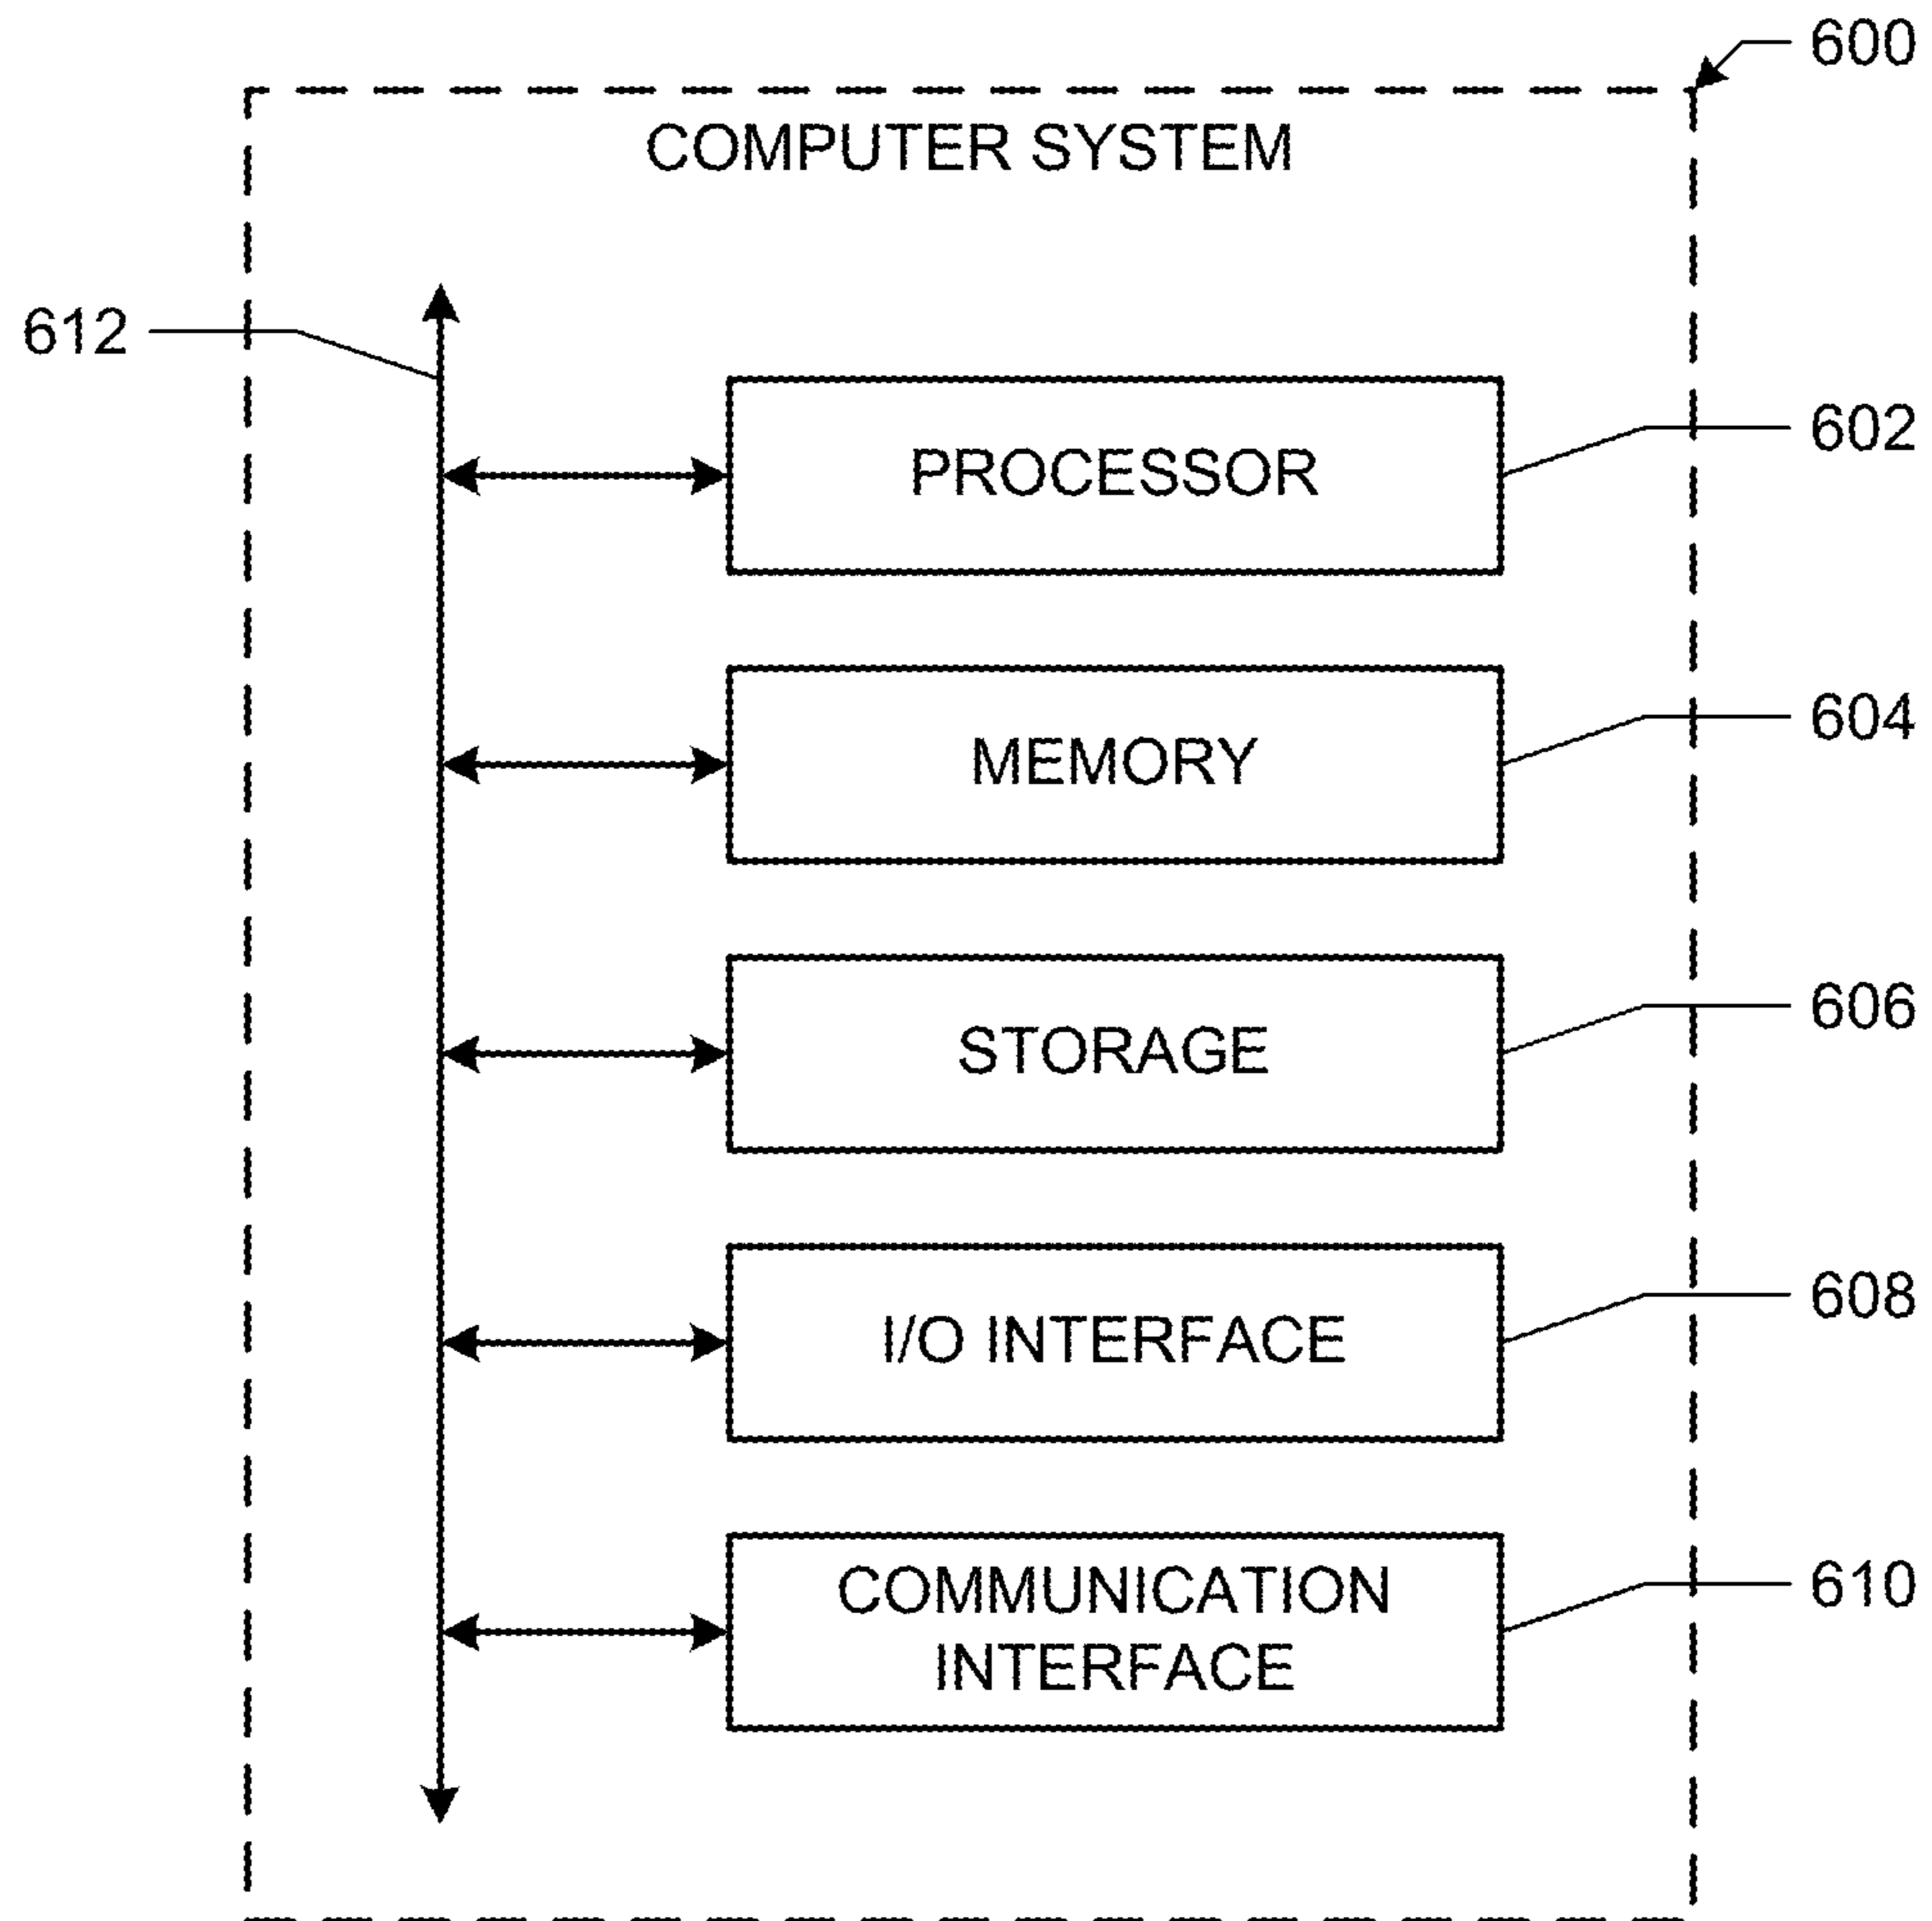 600
COMPUTER SYSTEM
612
602
PROCESSOR
604
MEMORY
606
STORAGE
608
I/O INTERFACE
610
COMMUNICATION
INTERFACE